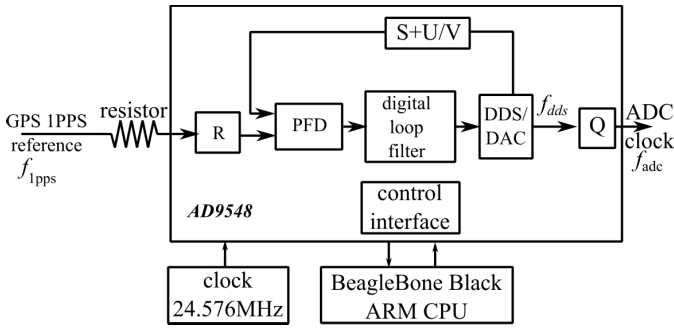 S+U/V
GPS 1PPS
reference
f1pps
resistor
R
PFD
digital
loop
filter
DDS/
DAC
fdds
Q
ADC
clock
fadc
control
interface
AD9548
clock
24.576MHz
BeagleBone Black
ARM CPU